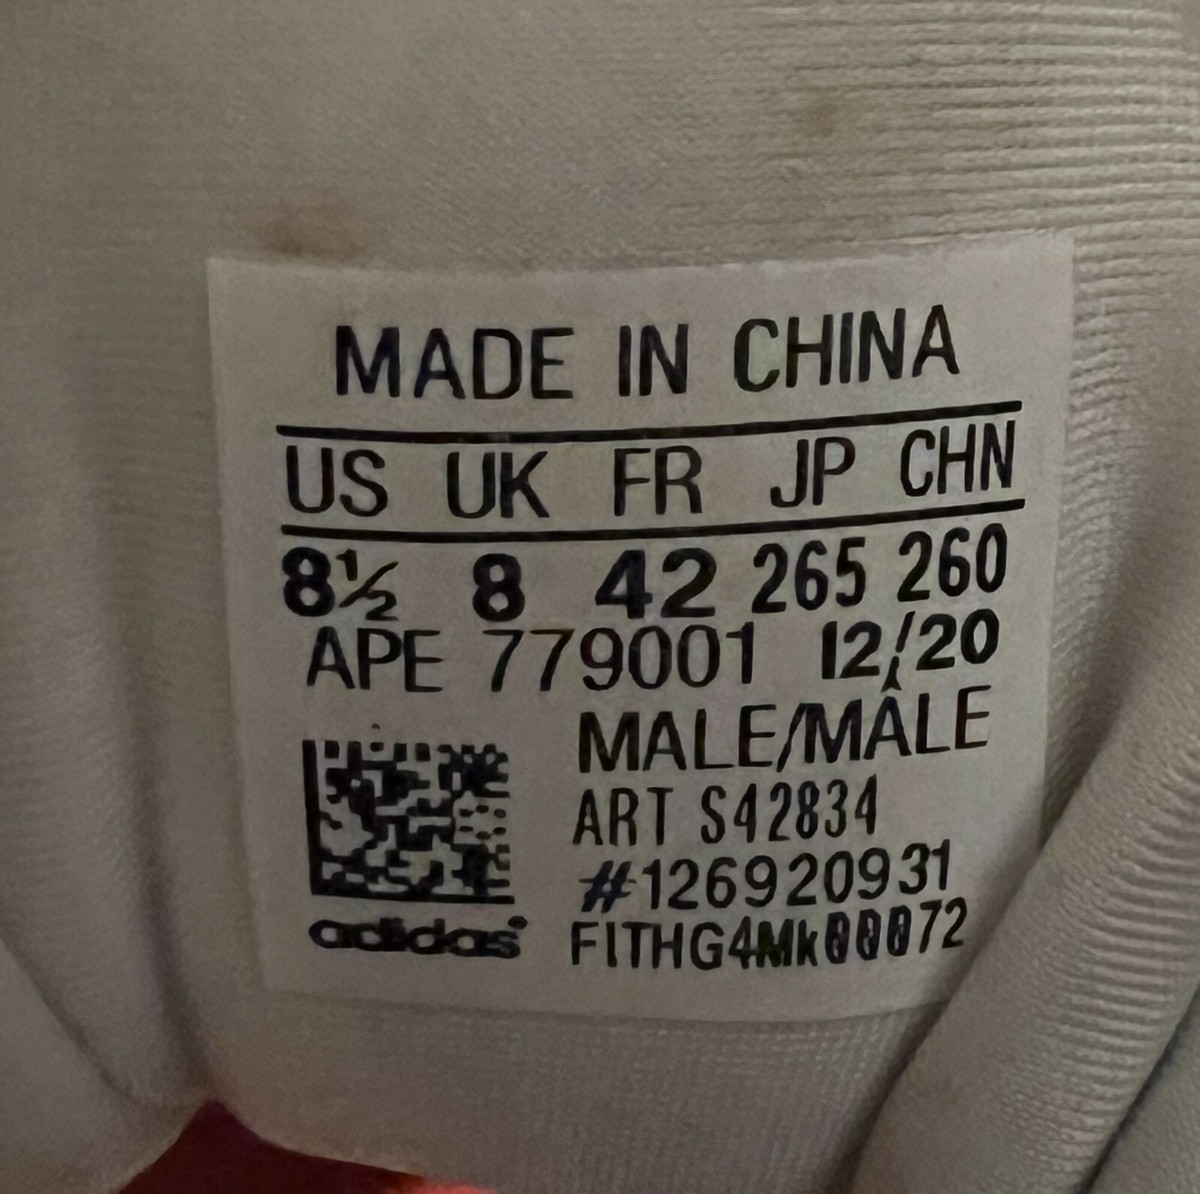 MADE IN CHINA
US UK FR JP CHN
8½ 8 42 265 260
APE 779001 12/20
MALE/MÂLE
ART S42834
#126920931
FITHG4Mk00072
adidas